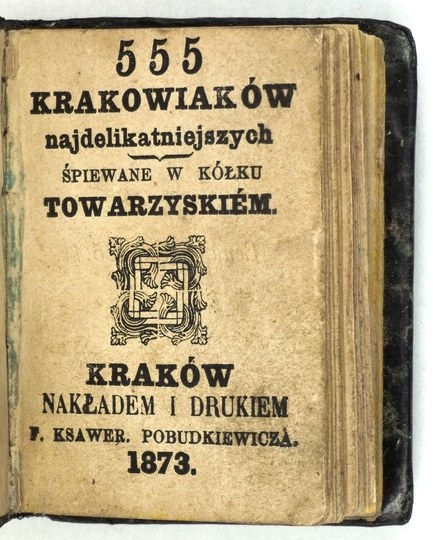 555
KRAKOWIAKÓW
najdelikatniejszych
ŚPIEWANE W KÓŁKU
TOWARZYSKIÉM.
KRAKÓW
NAKŁADEM I DRUKIEM
F. KSAWER. POBUDKIEWICZA.
1873.